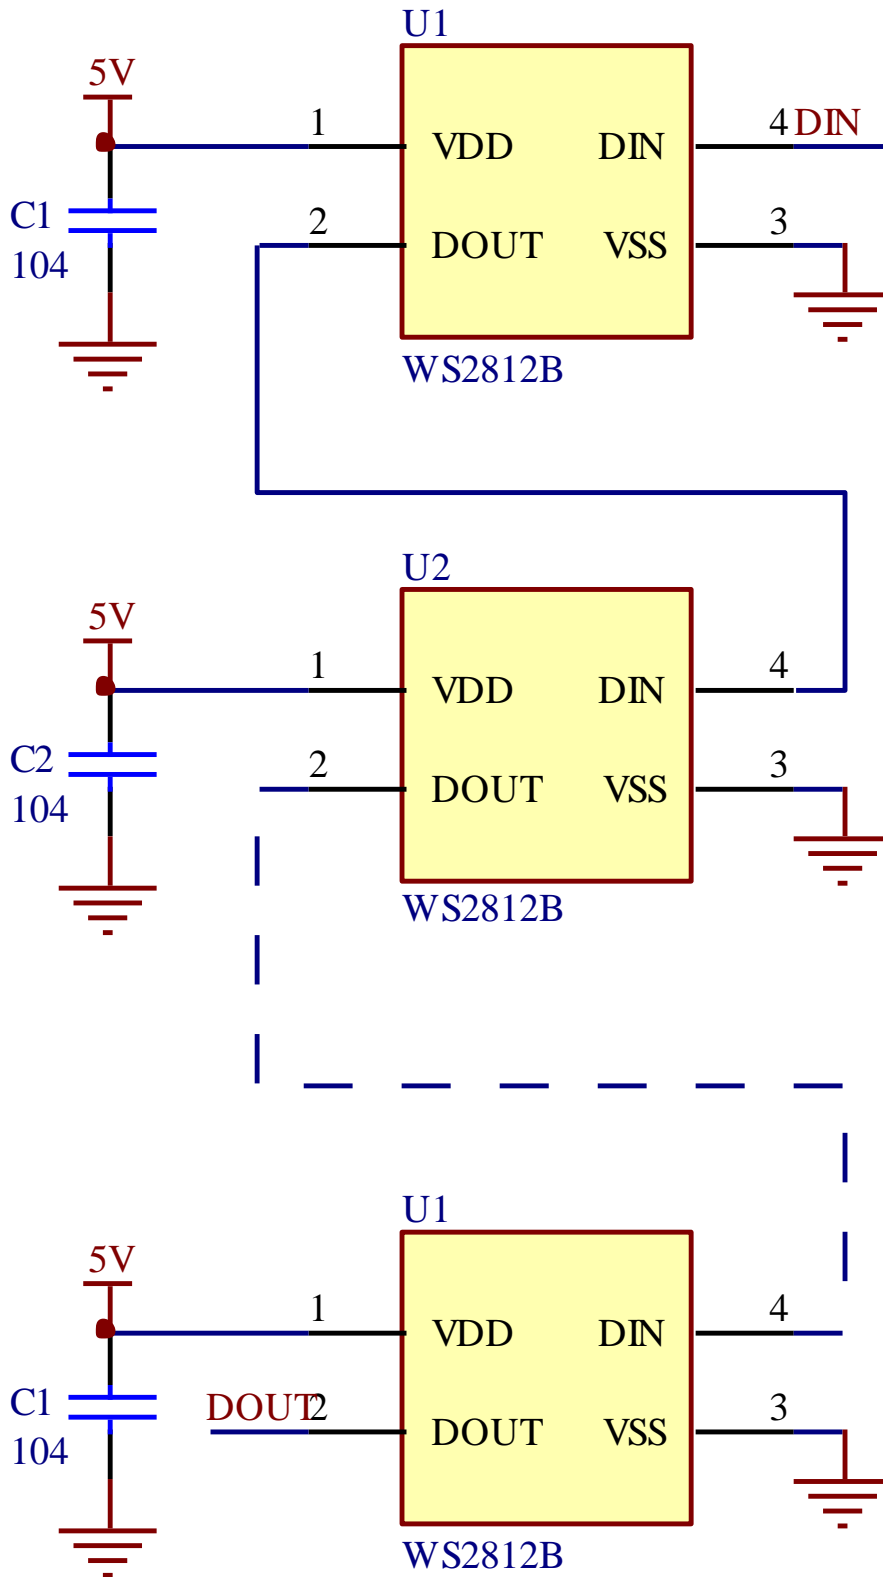 U1
5V
1 VDD DIN 4 DIN
C1
104
2 DOUT VSS 3
WS2812B
U2
5V
1 VDD DIN 4
C2
104
2 DOUT VSS 3
WS2812B
U1
5V
1 VDD DIN 4
C1
104
DOUT 2 DOUT VSS 3
WS2812B